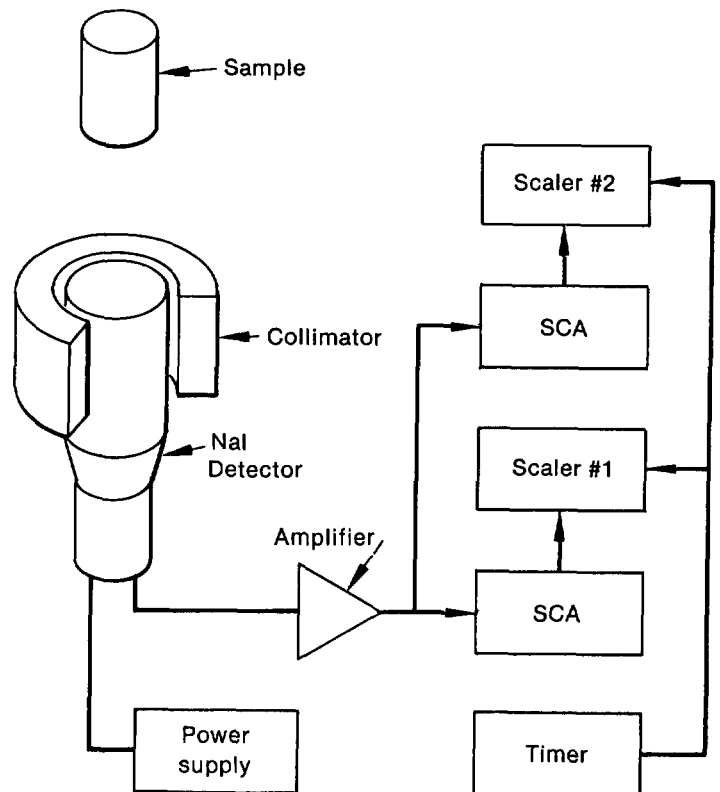 Sample
Scaler #2
SCA
Collimator
NaI
Detector
Scaler #1
Amplifier
SCA
Power
supply
Timer